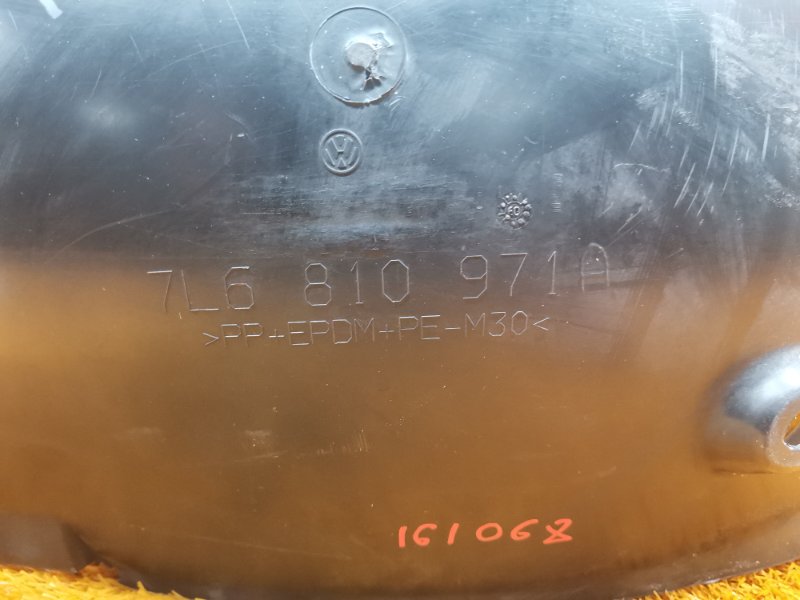 VW
7L6 810 971A
>PP+EPDM+PE-M30<
161068